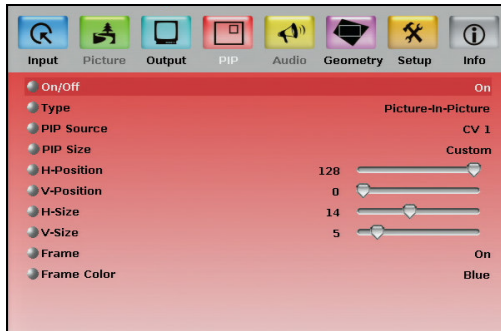 Input Picture Output PIP Audio Geometry Setup Info
On/Off On
Type Picture-In-Picture
PIP Source CV 1
PIP Size Custom
H-Position 128
V-Position 0
H-Size 14
V-Size 5
Frame On
Frame Color Blue